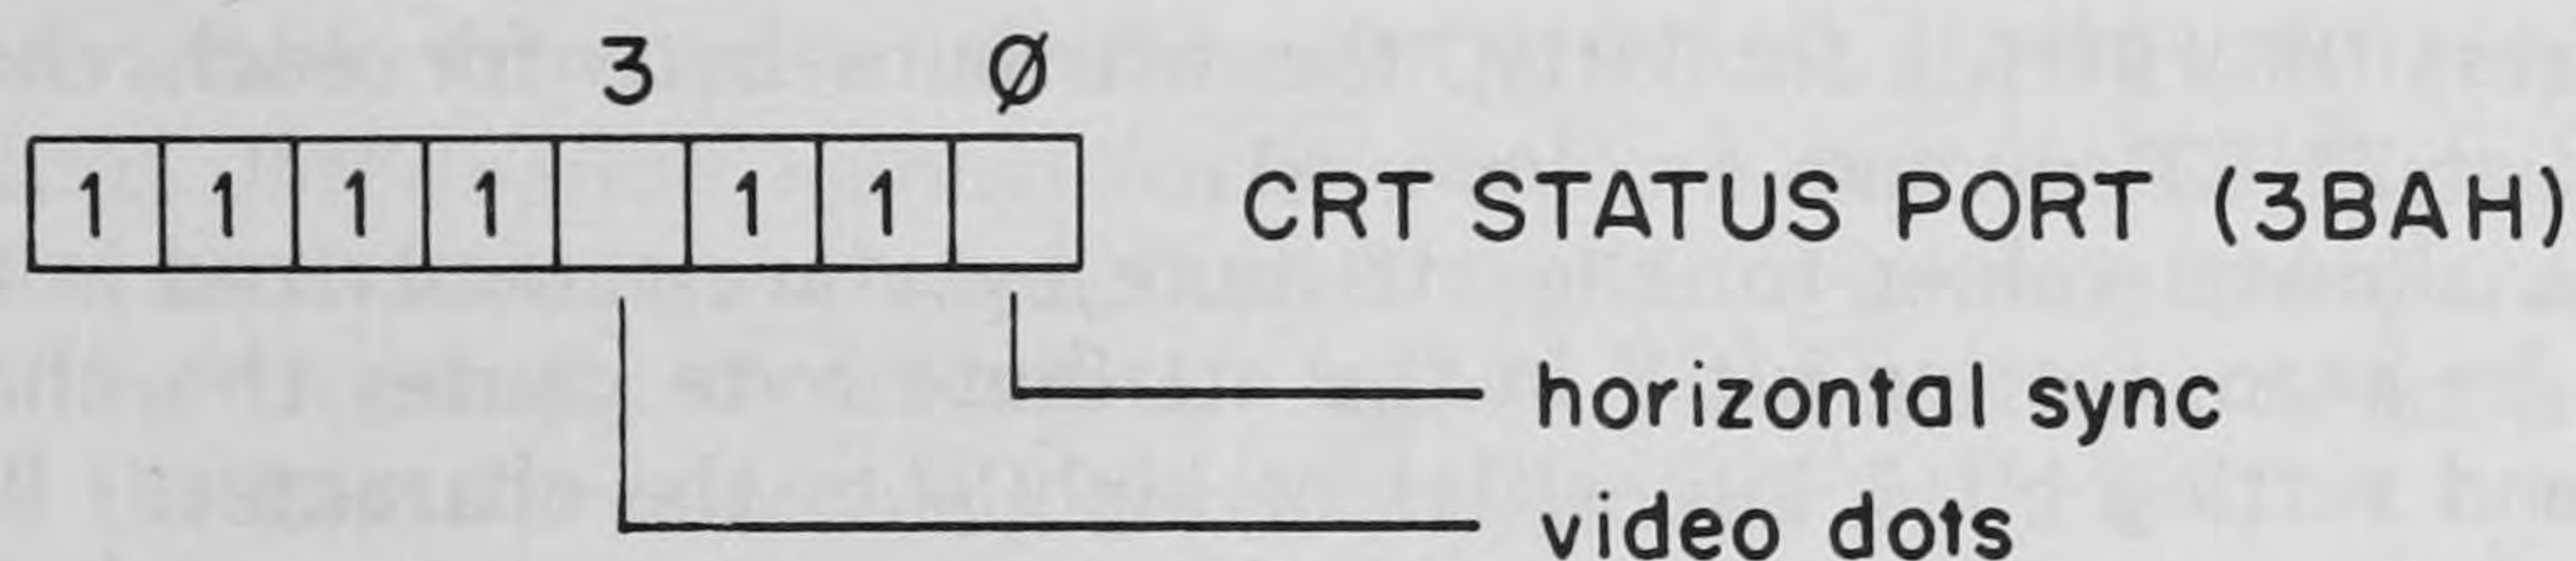 3 Ø
1 1 1 1 1 1 CRT STATUS PORT (3BAH)
horizontal sync
video dots